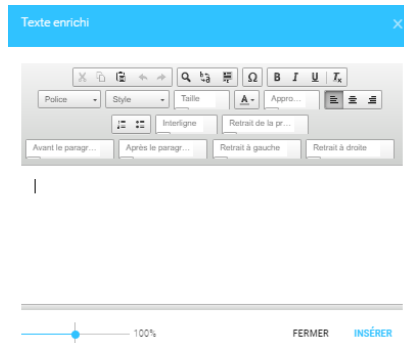 Texte enrichi
Ω B I U Tx
Police Style Taille A Appro...
Interligne Retrait de la pr...
Avant le paragr... Après le paragr... Retrait à gauche Retrait à droite
100% FERMER INSÉRER